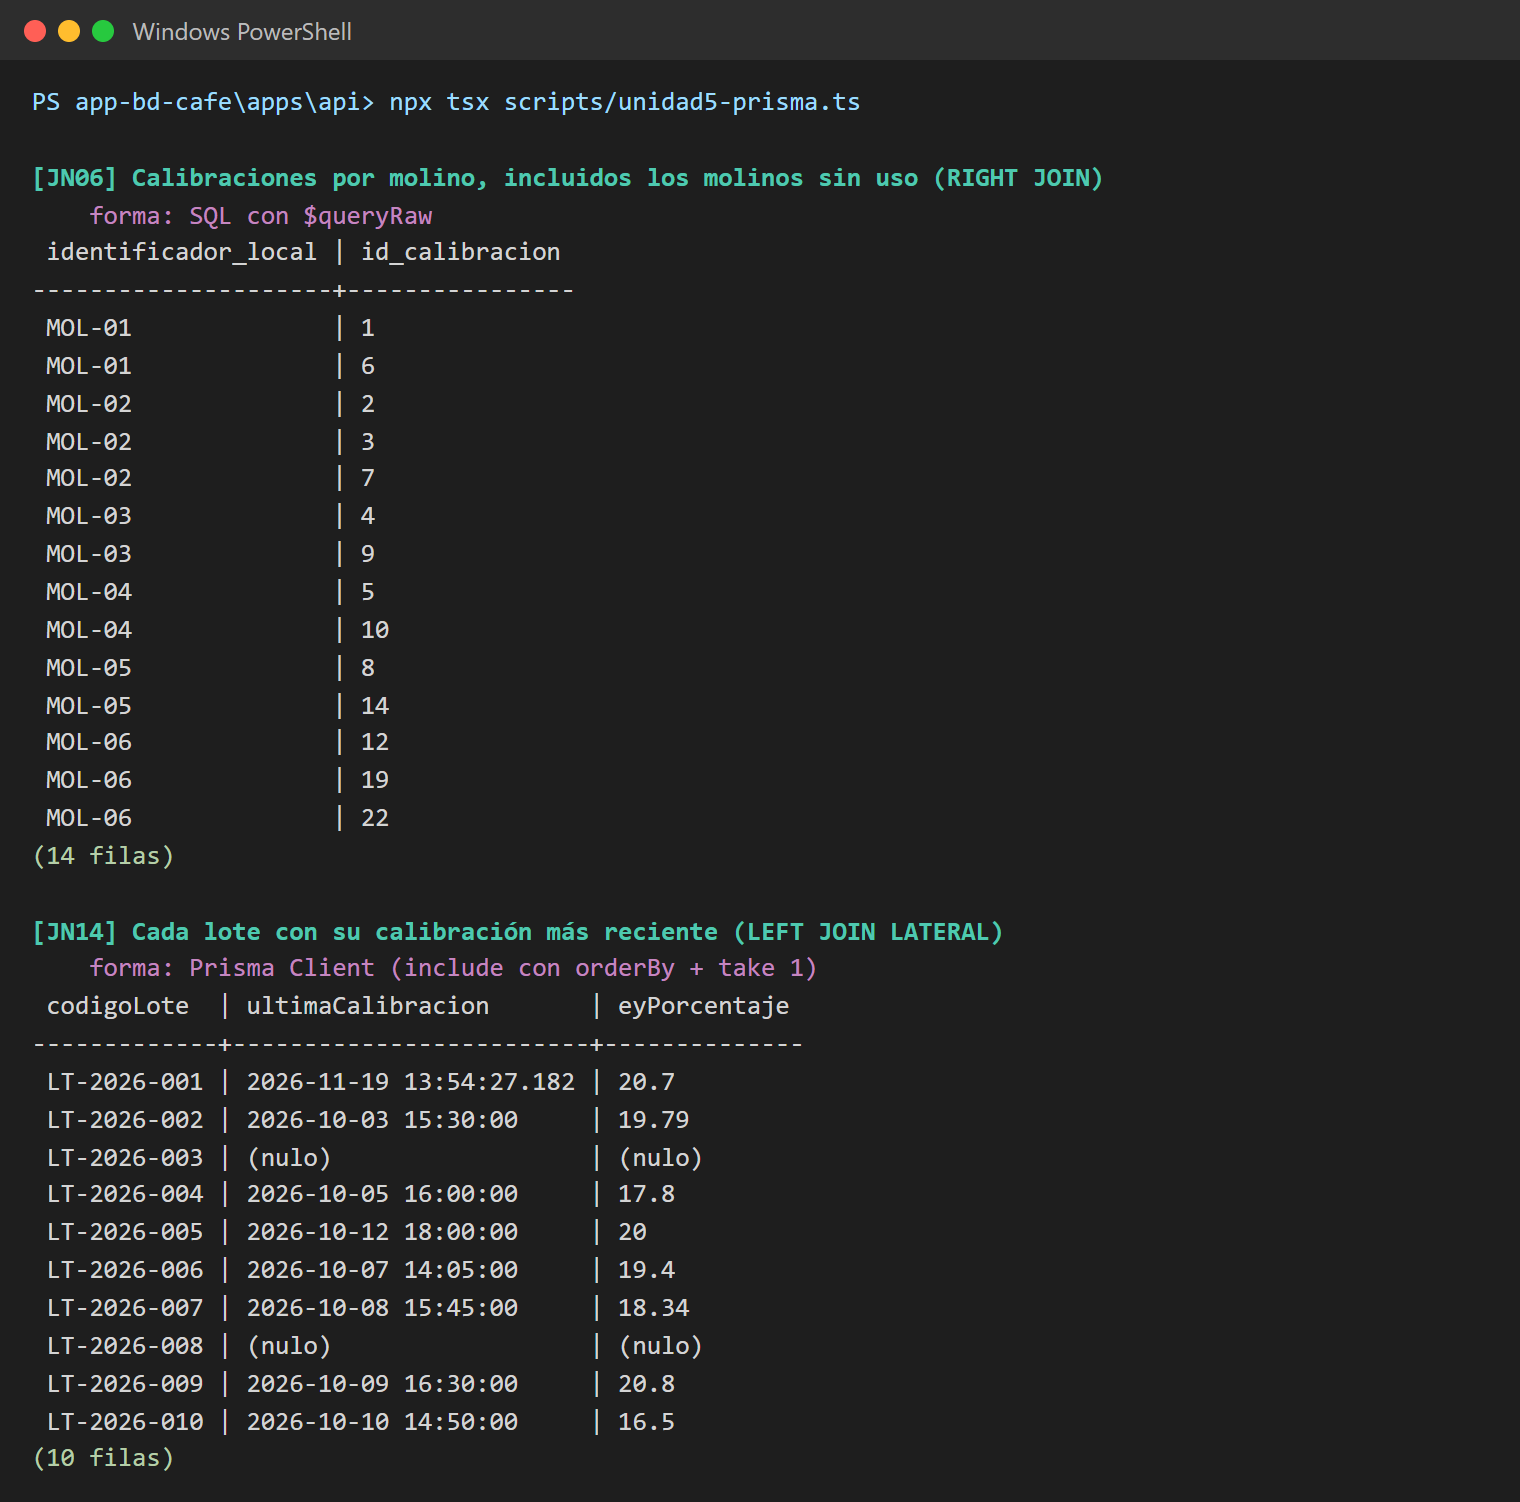 Windows PowerShell
PS app-bd-cafe\apps\api> npx tsx scripts/unidad5-prisma.ts
[JN06] Calibraciones por molino, incluidos los molinos sin uso (RIGHT JOIN)
    forma: SQL con $queryRaw
 identificador_local | id_calibracion
---------------------+----------------
 MOL-01              | 1
 MOL-01              | 6
 MOL-02              | 2
 MOL-02              | 3
 MOL-02              | 7
 MOL-03              | 4
 MOL-03              | 9
 MOL-04              | 5
 MOL-04              | 10
 MOL-05              | 8
 MOL-05              | 14
 MOL-06              | 12
 MOL-06              | 19
 MOL-06              | 22
(14 filas)
[JN14] Cada lote con su calibración más reciente (LEFT JOIN LATERAL)
    forma: Prisma Client (include con orderBy + take 1)
 codigoLote  | ultimaCalibracion       | eyPorcentaje
-------------+-------------------------+--------------
 LT-2026-001 | 2026-11-19 13:54:27.182 | 20.7
 LT-2026-002 | 2026-10-03 15:30:00     | 19.79
 LT-2026-003 | (nulo)                  | (nulo)
 LT-2026-004 | 2026-10-05 16:00:00     | 17.8
 LT-2026-005 | 2026-10-12 18:00:00     | 20
 LT-2026-006 | 2026-10-07 14:05:00     | 19.4
 LT-2026-007 | 2026-10-08 15:45:00     | 18.34
 LT-2026-008 | (nulo)                  | (nulo)
 LT-2026-009 | 2026-10-09 16:30:00     | 20.8
 LT-2026-010 | 2026-10-10 14:50:00     | 16.5
(10 filas)